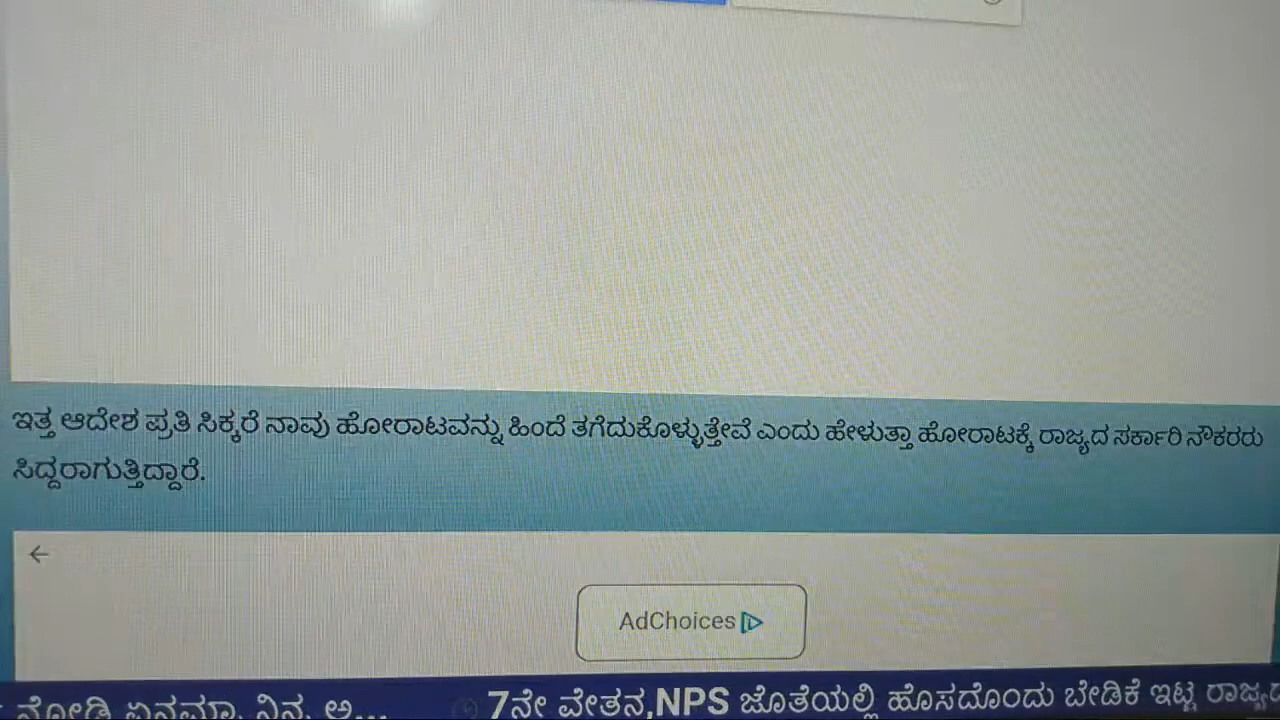 ಇತ್ತ ಆದೇಶ ಪ್ರತಿ ಸಿಕ್ಕರೆ ನಾವು ಹೋರಾಟವನ್ನು ಹಿಂದೆ ತಗೆದುಕೊಳ್ಳುತ್ತೇವೆ ಎಂದು ಹೇಳುತ್ತಾ ಹೋರಾಟಕ್ಕೆ ರಾಜ್ಯದ ಸರ್ಕಾರಿ ನೌಕರರು
ಸಿದ್ದರಾಗುತ್ತಿದ್ದಾರೆ.
AdChoices
ನೋಡಿ 7ನೇ ವೇತನ,NPS ಜೊತೆಯಲ್ಲಿ ಹೊಸದೊಂದು ಬೇಡಿಕೆ ಇಟ್ಟ